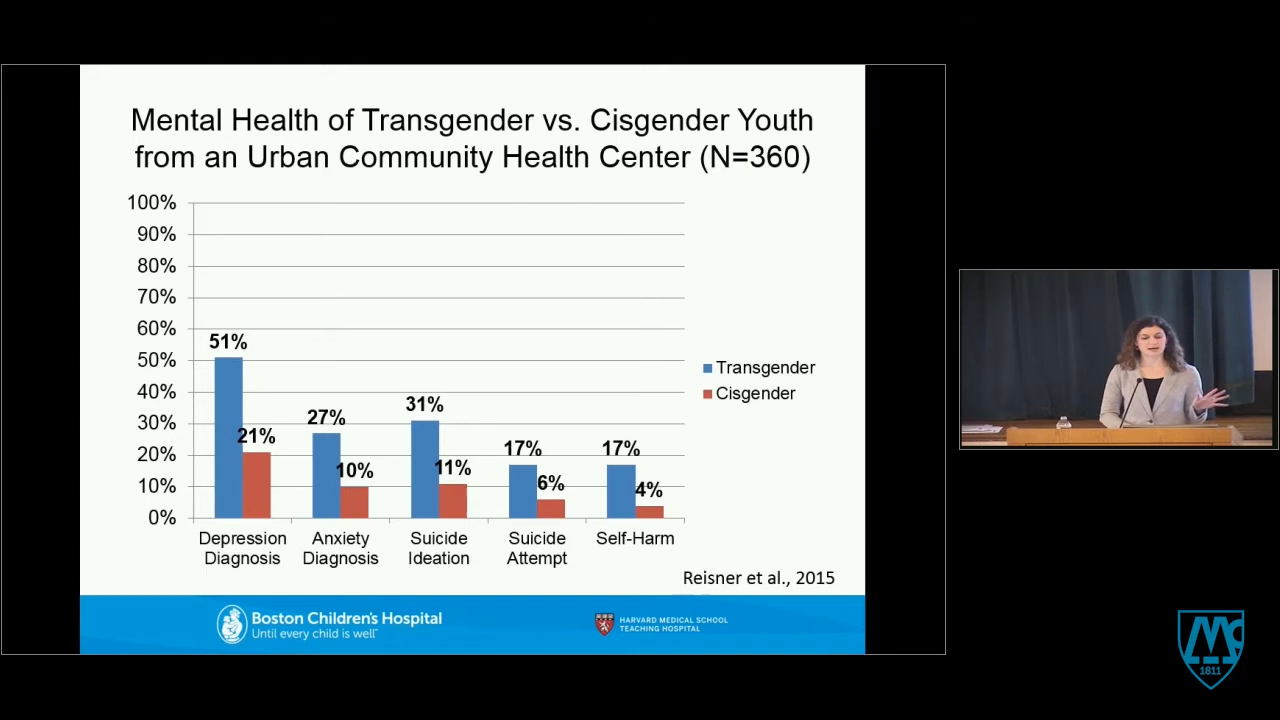 Mental Health of Transgender vs. Cisgender Youth
from an Urban Community Health Center (N=360)
100%
90%
80%
70%
60%
50%
40%
30%
20%
10%
0%
51%
21%
27%
10%
31%
11%
17%
6%
17%
4%
Depression
Diagnosis
Anxiety
Diagnosis
Suicide
Ideation
Suicide
Attempt
Self-Harm
Transgender
Cisgender
Reisner et al., 2015
Boston Children's Hospital
Until every child is well™
HARVARD MEDICAL SCHOOL
TEACHING HOSPITAL
Mc
1811